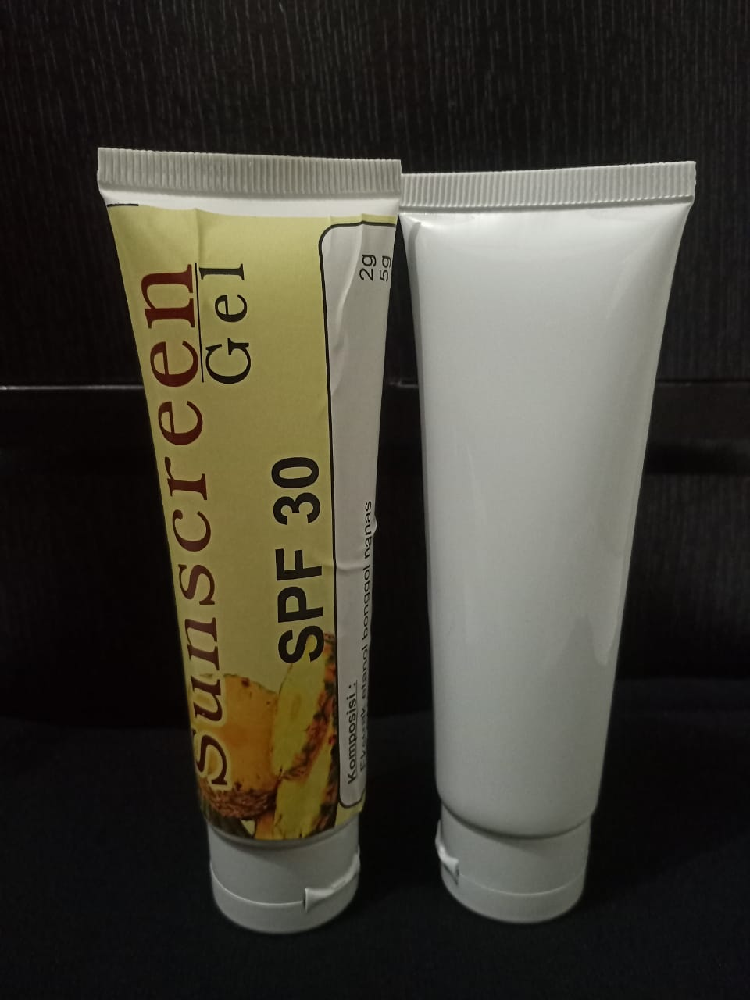 Sunscreen
Gel
SPF 30
Komposisi :
Ekstrak etanol bonggol nanas 2g
5g